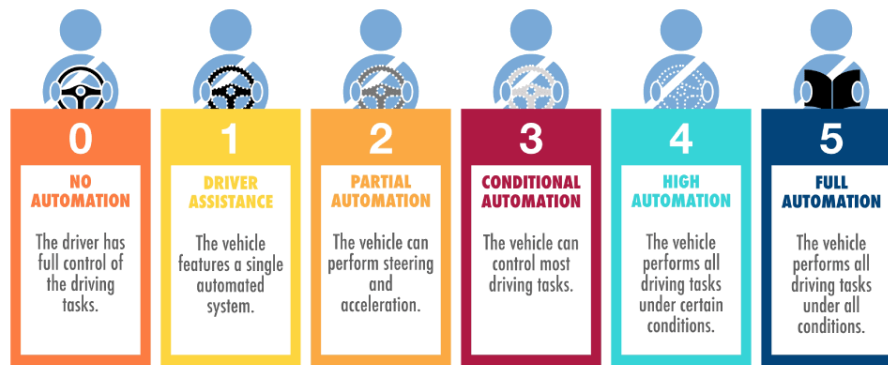 0
NO
AUTOMATION
The driver has
full control of
the driving
tasks.
1
DRIVER
ASSISTANCE
The vehicle
features a single
automated
system.
2
PARTIAL
AUTOMATION
The vehicle can
perform steering
and
acceleration.
3
CONDITIONAL
AUTOMATION
The vehicle can
control most
driving tasks.
4
HIGH
AUTOMATION
The vehicle
performs all
driving tasks
under certain
conditions.
5
FULL
AUTOMATION
The vehicle
performs all
driving tasks
under all
conditions.